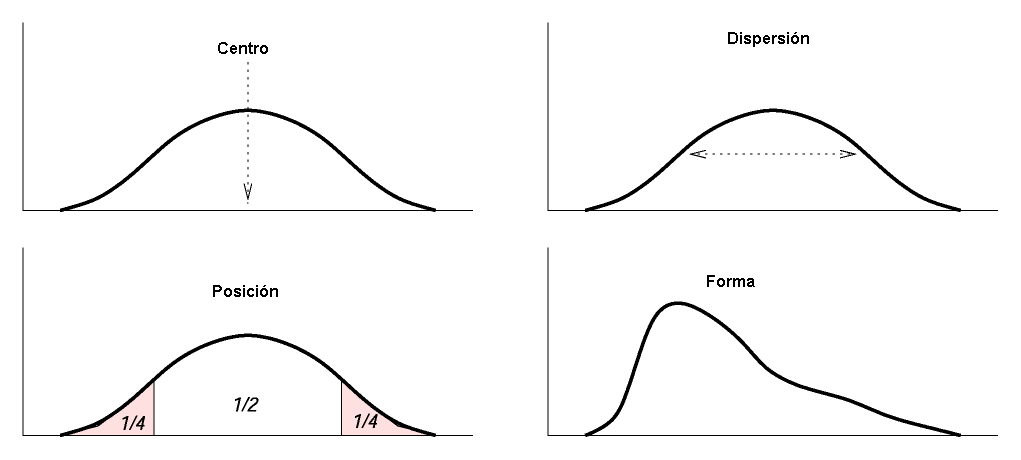 Centro
Dispersión
Posición
1/4
1/2
1/4
Forma